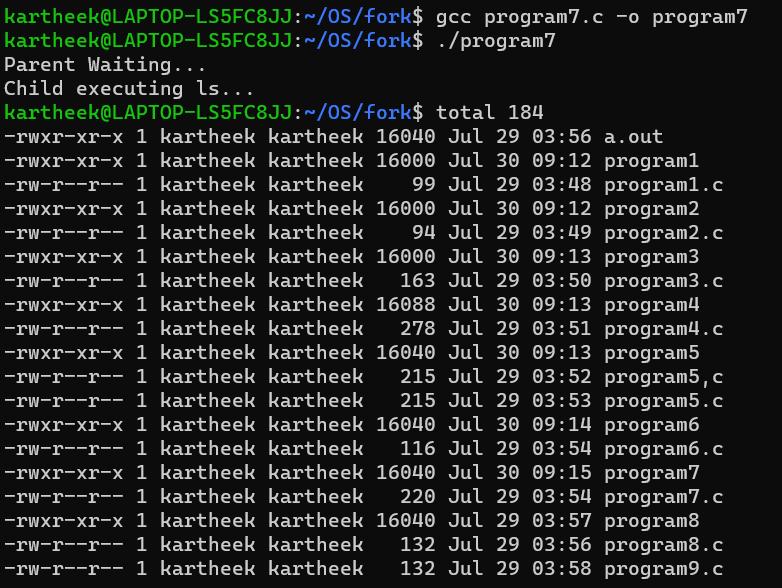 kartheek@LAPTOP-LS5FC8JJ:~/OS/fork$ gcc program7.c -o program7
kartheek@LAPTOP-LS5FC8JJ:~/OS/fork$ ./program7
Parent Waiting...
Child executing ls...
kartheek@LAPTOP-LS5FC8JJ:~/OS/fork$ total 184
-rwxr-xr-x 1 kartheek kartheek 16040 Jul 29 03:56 a.out
-rwxr-xr-x 1 kartheek kartheek 16000 Jul 30 09:12 program1
-rw-r--r-- 1 kartheek kartheek    99 Jul 29 03:48 program1.c
-rwxr-xr-x 1 kartheek kartheek 16000 Jul 30 09:12 program2
-rw-r--r-- 1 kartheek kartheek    94 Jul 29 03:49 program2.c
-rwxr-xr-x 1 kartheek kartheek 16000 Jul 30 09:13 program3
-rw-r--r-- 1 kartheek kartheek   163 Jul 29 03:50 program3.c
-rwxr-xr-x 1 kartheek kartheek 16088 Jul 30 09:13 program4
-rw-r--r-- 1 kartheek kartheek   278 Jul 29 03:51 program4.c
-rwxr-xr-x 1 kartheek kartheek 16040 Jul 30 09:13 program5
-rw-r--r-- 1 kartheek kartheek   215 Jul 29 03:52 program5,c
-rw-r--r-- 1 kartheek kartheek   215 Jul 29 03:53 program5.c
-rwxr-xr-x 1 kartheek kartheek 16040 Jul 30 09:14 program6
-rw-r--r-- 1 kartheek kartheek   116 Jul 29 03:54 program6.c
-rwxr-xr-x 1 kartheek kartheek 16040 Jul 30 09:15 program7
-rw-r--r-- 1 kartheek kartheek   220 Jul 29 03:54 program7.c
-rwxr-xr-x 1 kartheek kartheek 16040 Jul 29 03:57 program8
-rw-r--r-- 1 kartheek kartheek   132 Jul 29 03:56 program8.c
-rw-r--r-- 1 kartheek kartheek   132 Jul 29 03:58 program9.c